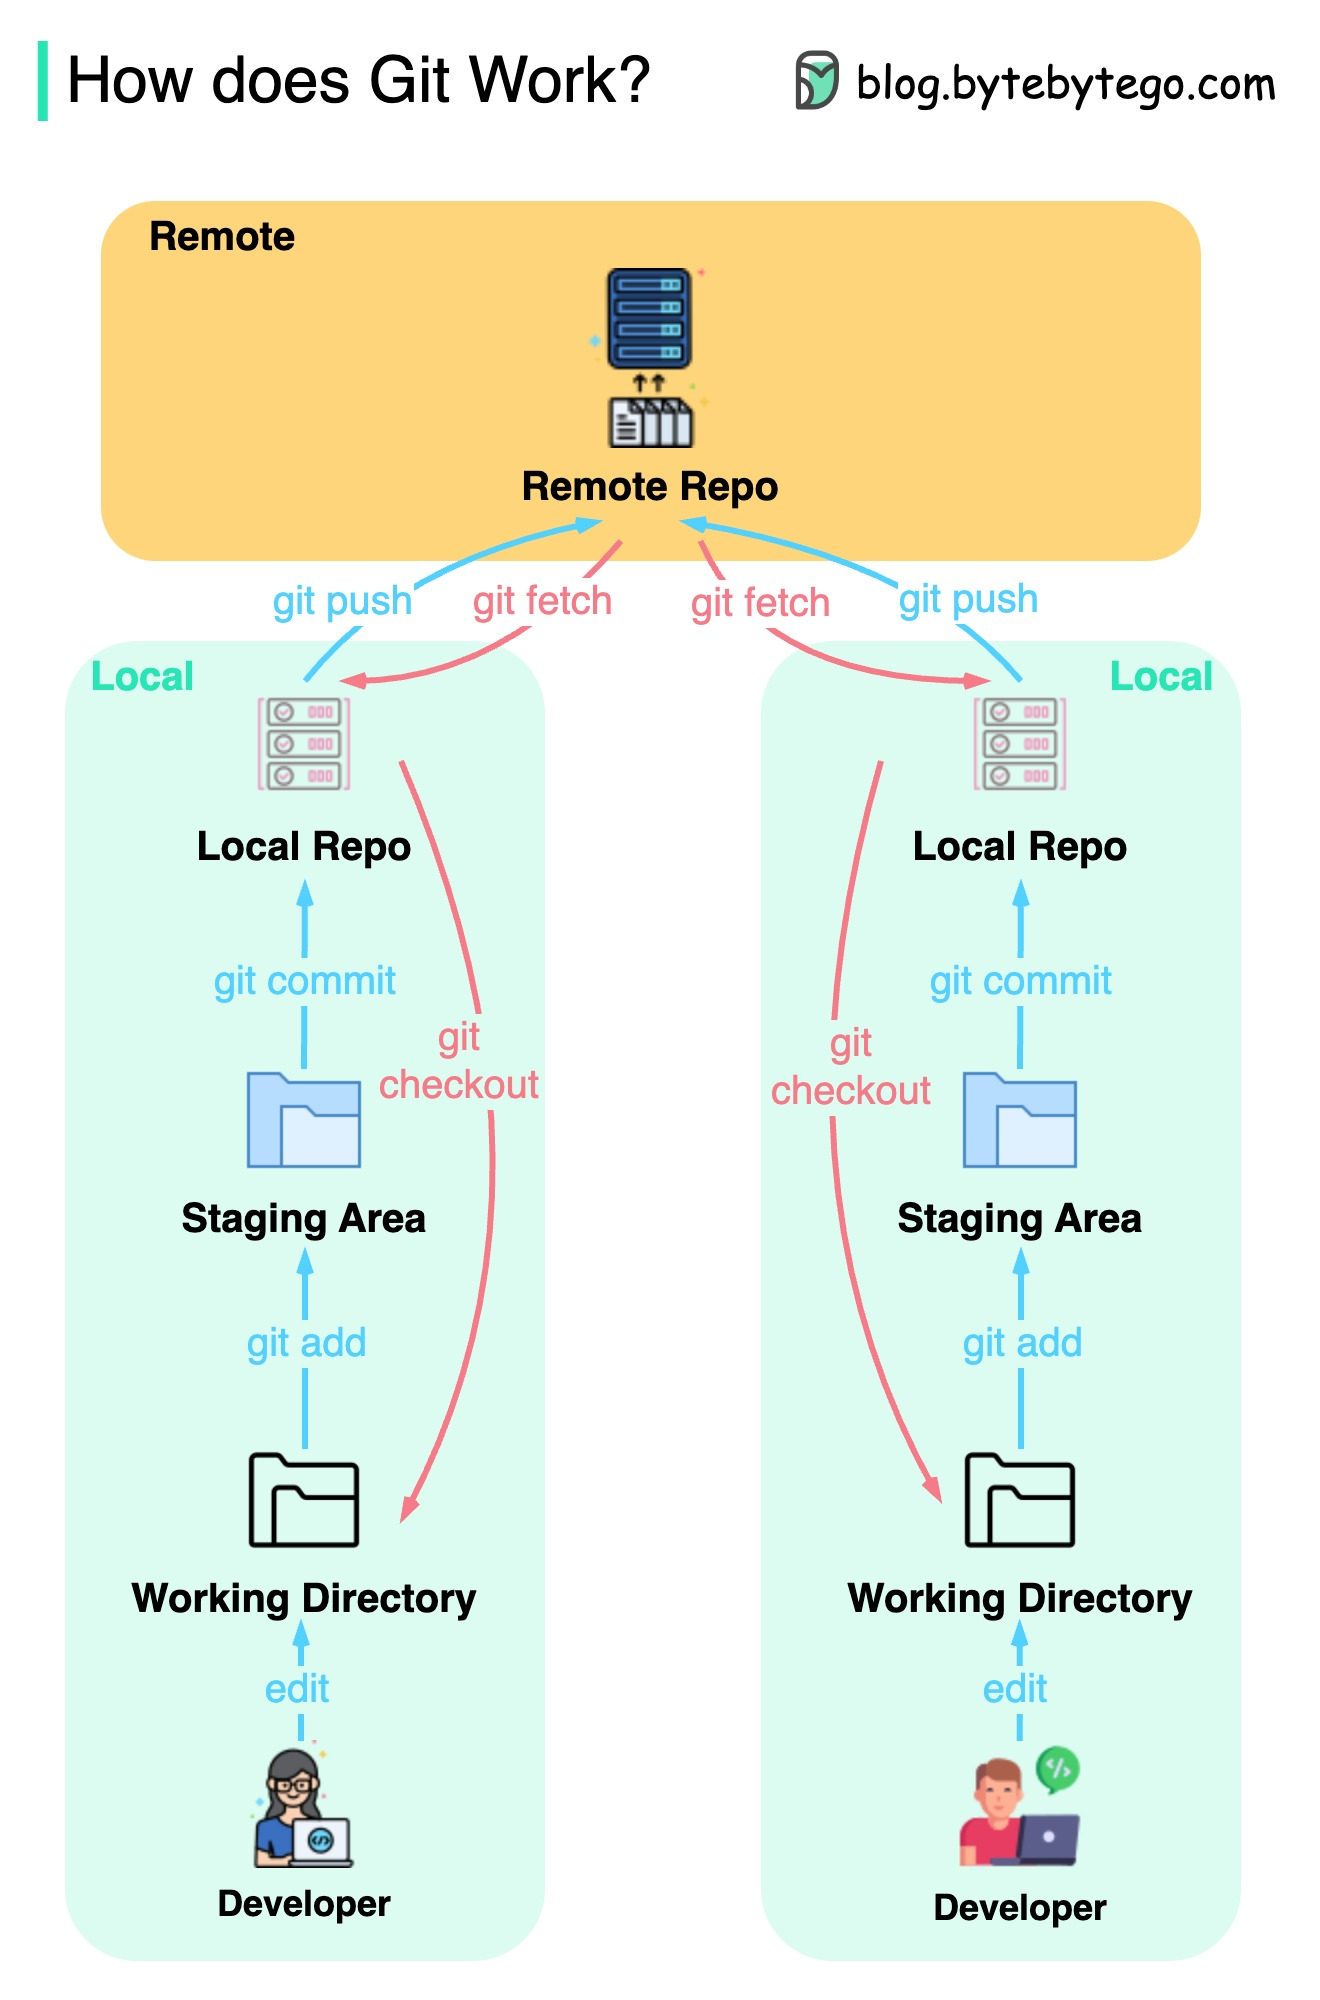 How does Git Work?
blog.bytebytego.com
Remote
Remote Repo
git push
git fetch
git fetch
git push
Local
Local Repo
git commit
git
checkout
Staging Area
git add
Working Directory
edit
Developer
Local
Local Repo
git commit
git
checkout
Staging Area
git add
Working Directory
edit
Developer